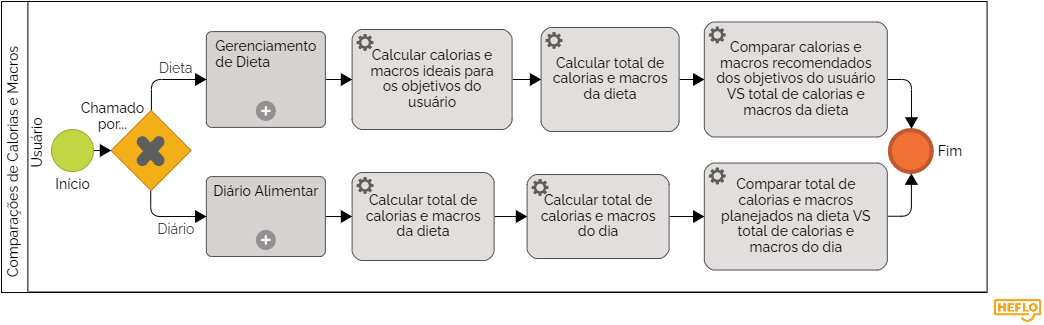 Comparações de Calorias e Macros
Usuário
Início
Chamado
por...
Dieta
Gerenciamento
de Dieta
Calcular calorias e
macros ideais para
os objetivos do
usuário
Calcular total de
calorias e macros
da dieta
Comparar calorias e
macros recomendados
dos objetivos do usuário
VS total de calorias e
macros da dieta
Diário
Diário Alimentar
Calcular total de
calorias e macros
da dieta
Calcular total de
calorias e macros
do dia
Comparar total de
calorias e macros
planejados na dieta VS
total de calorias e
macros do dia
Fim
HEFLO